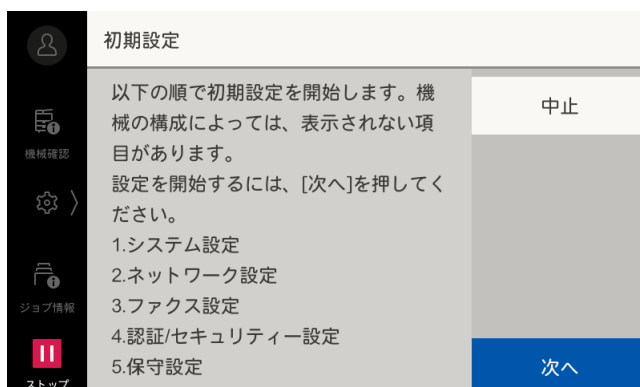 初期設定
以下の順で初期設定を開始します。機
械の構成によっては、表示されない項
目があります。
設定を開始するには、[次へ]を押してく
ださい。
1.システム設定
2.ネットワーク設定
3.ファクス設定
4.認証/セキュリティー設定
5.保守設定
中止
次へ
機械確認
ジョブ情報
ストップ